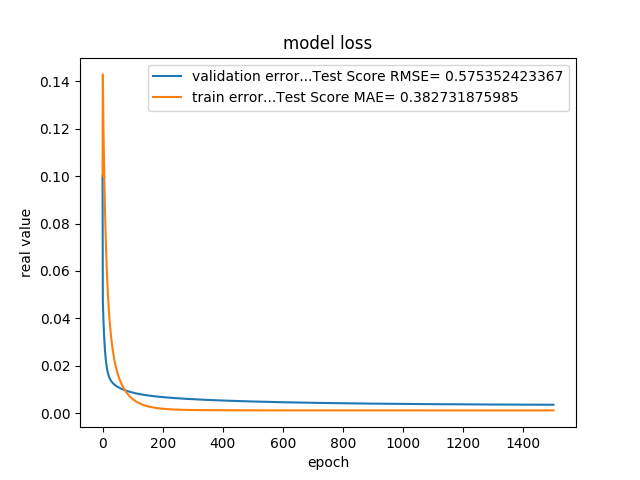 model loss
validation error...Test Score RMSE= 0.575352423367
train error...Test Score MAE= 0.382731875985
0.14
0.12
0.10
0.08
0.06
0.04
0.02
0.00
real value
0 200 400 600 800 1000 1200 1400
epoch